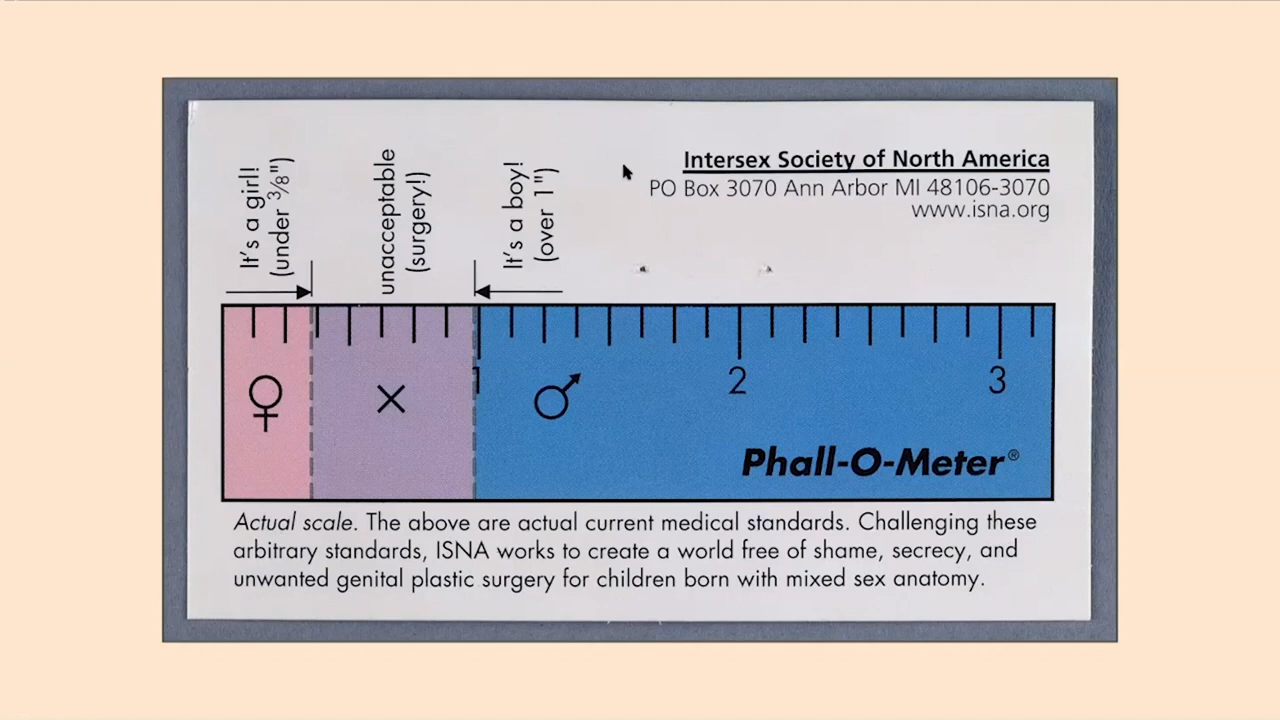 It's a girl!
(under 3/8")
unacceptable
(surgery!)
It's a boy!
(over 1")
Intersex Society of North America
PO Box 3070 Ann Arbor MI 48106-3070
www.isna.org
1
2
3
Phall-O-Meter®
Actual scale. The above are actual current medical standards. Challenging these
arbitrary standards, ISNA works to create a world free of shame, secrecy, and
unwanted genital plastic surgery for children born with mixed sex anatomy.